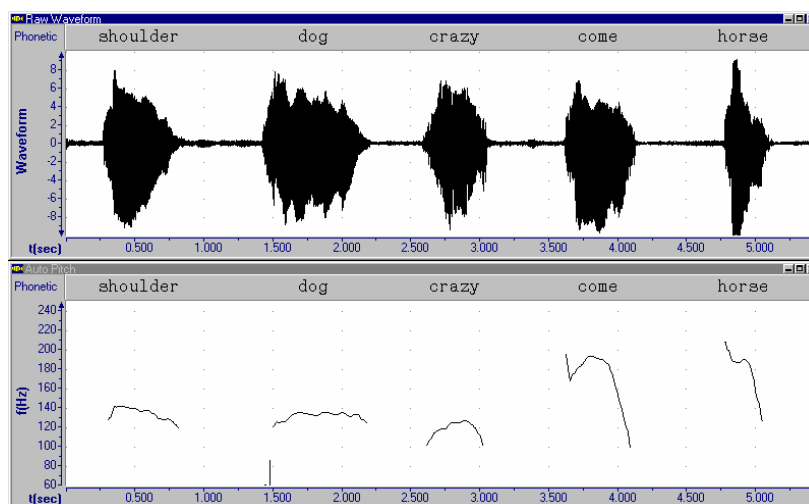 Raw Waveform
Phonetic shoulder dog crazy come horse
Waveform
8
6
4
2
0
-2
-4
-6
-8
t(sec) 0.500 1.000 1.500 2.000 2.500 3.000 3.500 4.000 4.500 5.000
Auto Pitch
Phonetic shoulder dog crazy come horse
f(Hz)
240
220
200
180
160
140
120
100
80
60
t(sec) 0.500 1.000 1.500 2.000 2.500 3.000 3.500 4.000 4.500 5.000